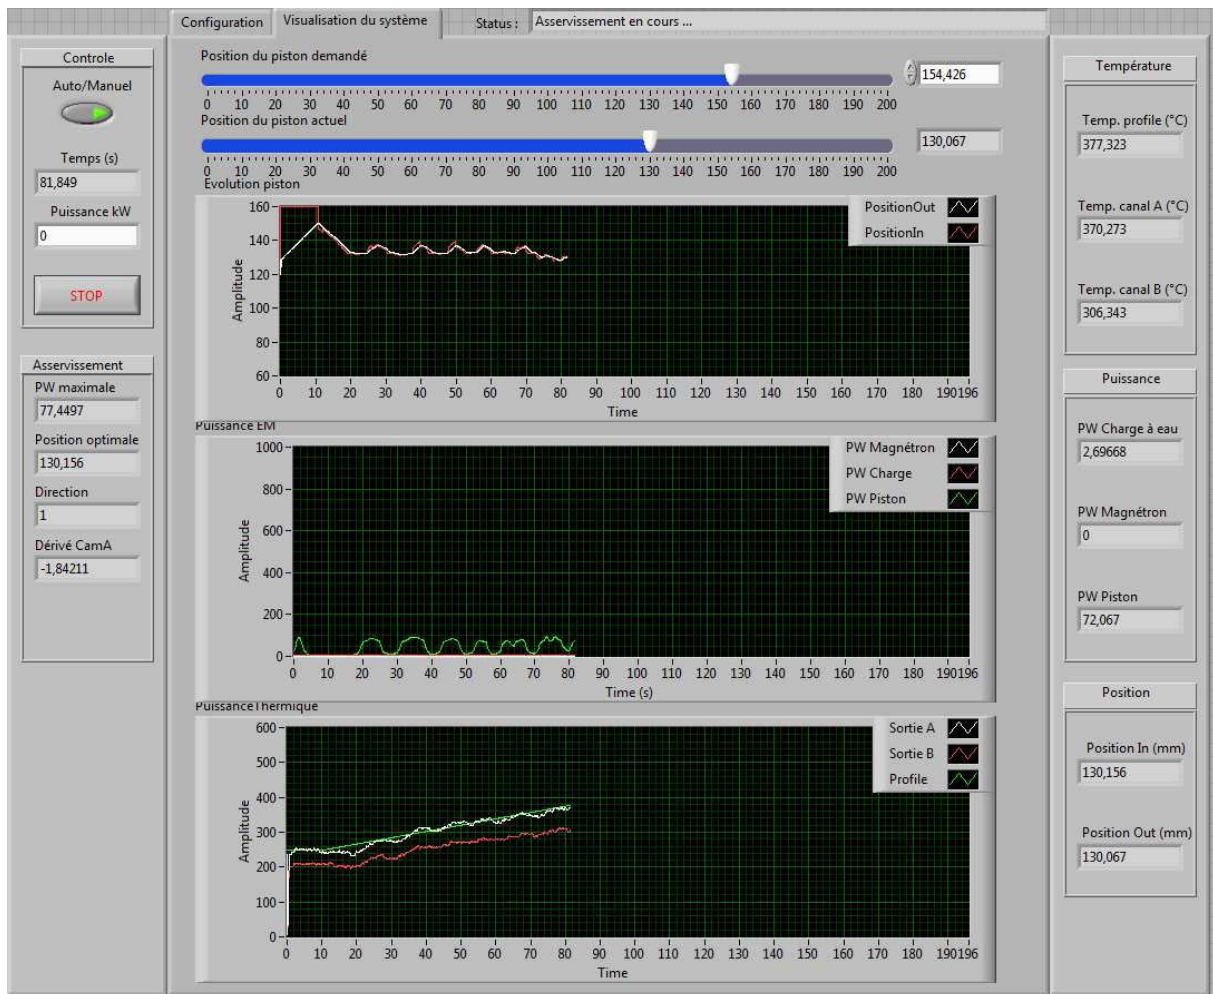 Configuration
Visualisation du système
Status :
Asservissement en cours ...
Controle
Auto/Manuel
Temps (s)
81,849
Puissance kW
0
STOP
Asservissement
PW maximale
77,4497
Position optimale
130,156
Direction
1
Dérivé CamA
-1,84211
Position du piston demandé
154,426
0 10 20 30 40 50 60 70 80 90 100 110 120 130 140 150 160 170 180 190 200
Position du piston actuel
130,067
0 10 20 30 40 50 60 70 80 90 100 110 120 130 140 150 160 170 180 190 200
Evolution piston
PositionOut
PositionIn
Amplitude
160
140
120
100
80
60
0 10 20 30 40 50 60 70 80 90 100 110 120 130 140 150 160 170 180 190 196
Time
Puissance EM
PW Magnétron
PW Charge
PW Piston
Amplitude
1000
800
600
400
200
0
0 10 20 30 40 50 60 70 80 90 100 110 120 130 140 150 160 170 180 190 196
Time (s)
PuissanceThermique
Sortie A
Sortie B
Profile
Amplitude
600
500
400
300
200
100
0
0 10 20 30 40 50 60 70 80 90 100 110 120 130 140 150 160 170 180 190 196
Time
Température
Temp. profile (°C)
377,323
Temp. canal A (°C)
370,273
Temp. canal B (°C)
306,343
Puissance
PW Charge à eau
2,69668
PW Magnétron
0
PW Piston
72,067
Position
Position In (mm)
130,156
Position Out (mm)
130,067